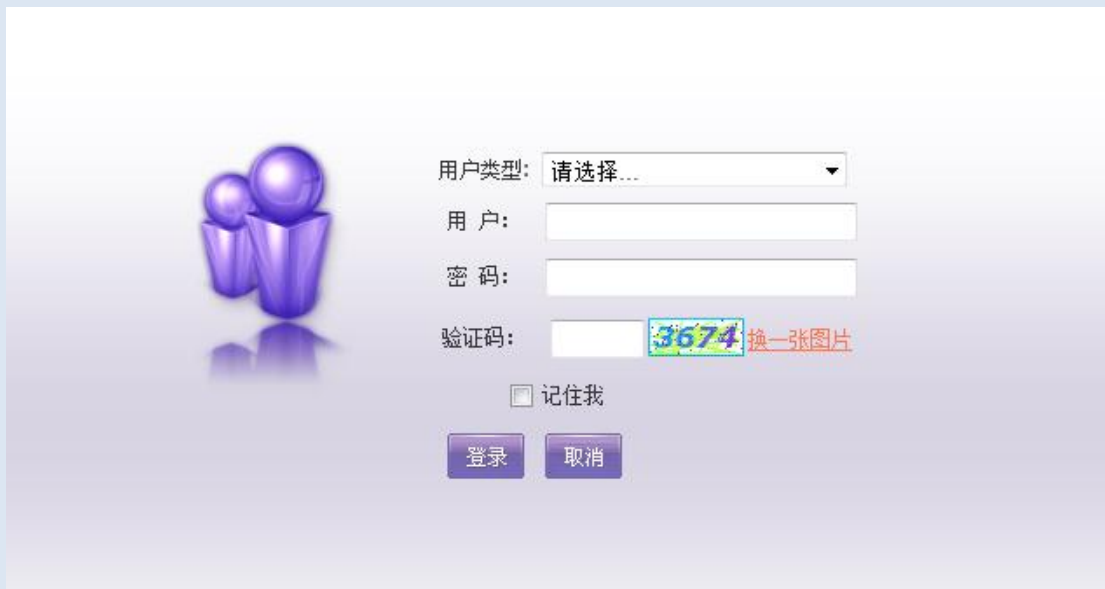 用户类型: 请选择...
用 户:
密 码:
验证码: 3674 换一张图片
记住我
登录 取消